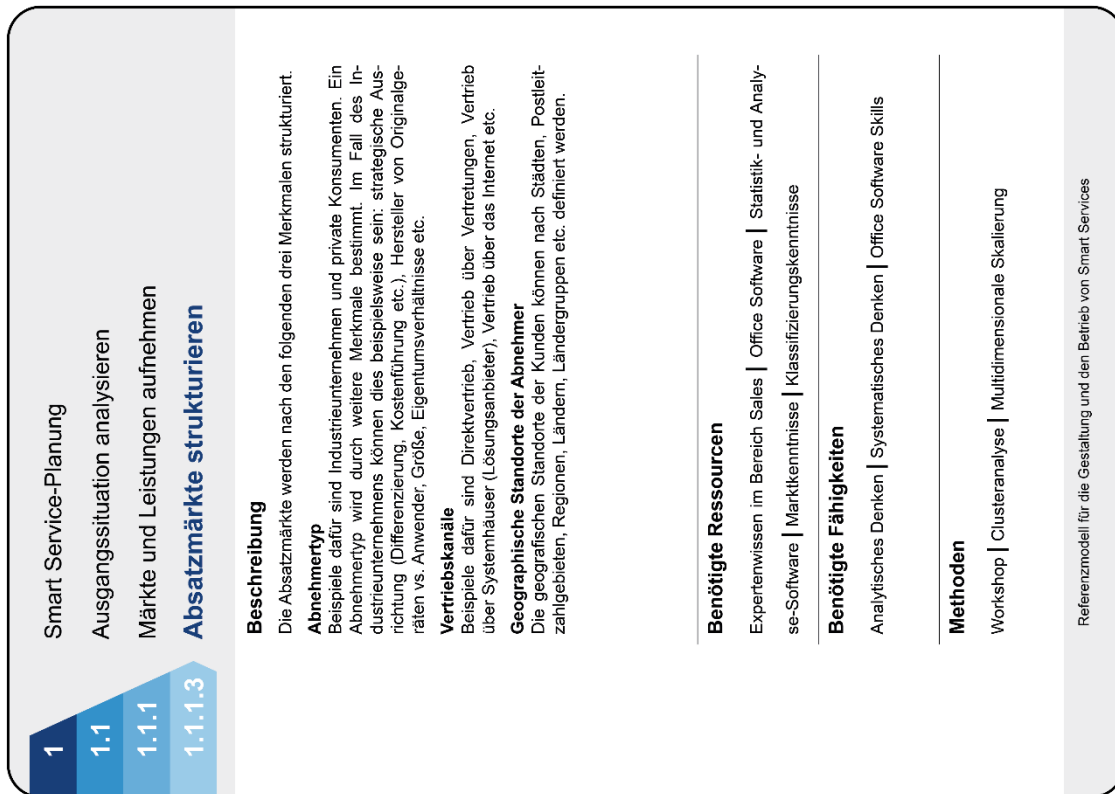 1 Smart Service-Planung
1.1 Ausgangssituation analysieren
1.1.1 Märkte und Leistungen aufnehmen
1.1.1.3 Absatzmärkte strukturieren
Beschreibung
Die Absatzmärkte werden nach den folgenden drei Merkmalen strukturiert.
Abnehmertyp
Beispiele dafür sind Industrieunternehmen und private Konsumenten. Ein
Abnehmertyp wird durch weitere Merkmale bestimmt. Im Fall des In-
dustrieunternehmens können dies beispielsweise sein: strategische Aus-
richtung (Differenzierung, Kostenführung etc.), Hersteller von Originalge-
räten vs. Anwender, Größe, Eigentumsverhältnisse etc.
Vertriebskanäle
Beispiele dafür sind Direktvertrieb, Vertrieb über Vertretungen, Vertrieb
über Systemhäuser (Lösungsanbieter), Vertrieb über das Internet etc.
Geographische Standorte der Abnehmer
Die geografischen Standorte der Kunden können nach Städten, Postleit-
zahlgebieten, Regionen, Ländern, Ländergruppen etc. definiert werden.
Benötigte Ressourcen
Expertenwissen im Bereich Sales | Office Software | Statistik- und Analy-
se-Software | Marktkenntnisse | Klassifizierungskenntnisse
Benötigte Fähigkeiten
Analytisches Denken | Systematisches Denken | Office Software Skills
Methoden
Workshop | Clusteranalyse | Multidimensionale Skalierung
Referenzmodell für die Gestaltung und den Betrieb von Smart Services